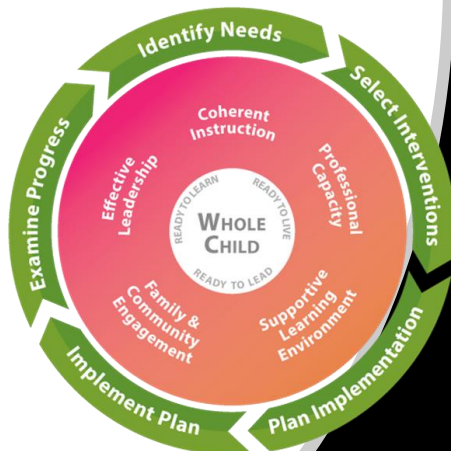 Identify Needs
Select Interventions
Plan Implementation
Implement Plan
Examine Progress
Coherent
Instruction
Professional
Capacity
Supportive
Learning
Environment
Family &
Community
Engagement
Effective
Leadership
READY TO LEARN
READY TO LIVE
READY TO LEAD
WHOLE
CHILD